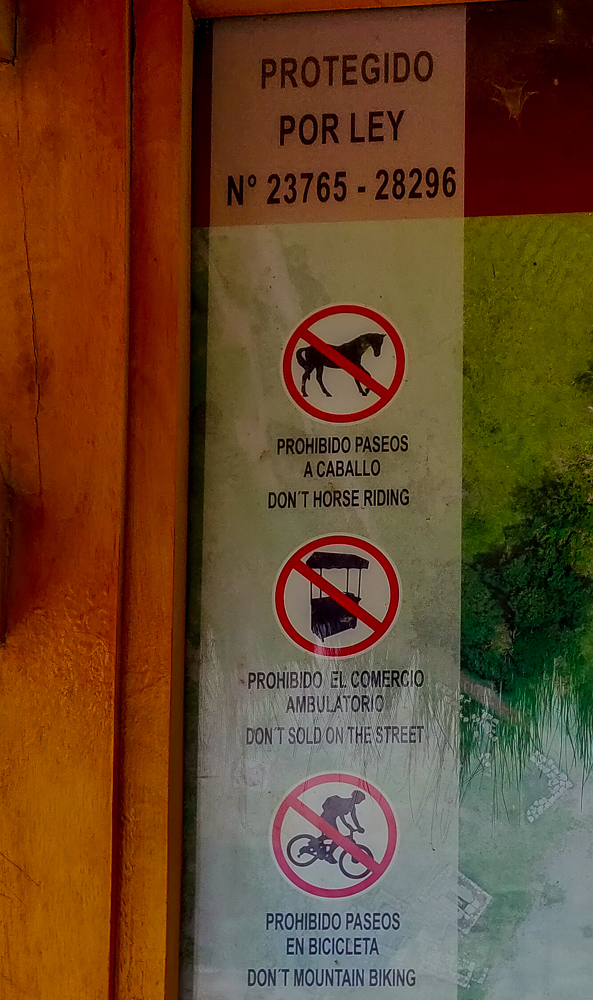 PROTEGIDO
POR LEY
N° 23765 - 28296
PROHIBIDO PASEOS
A CABALLO
DON´T HORSE RIDING
PROHIBIDO EL COMERCIO
AMBULATORIO
DON´T SOLD ON THE STREET
PROHIBIDO PASEOS
EN BICICLETA
DON´T MOUNTAIN BIKING